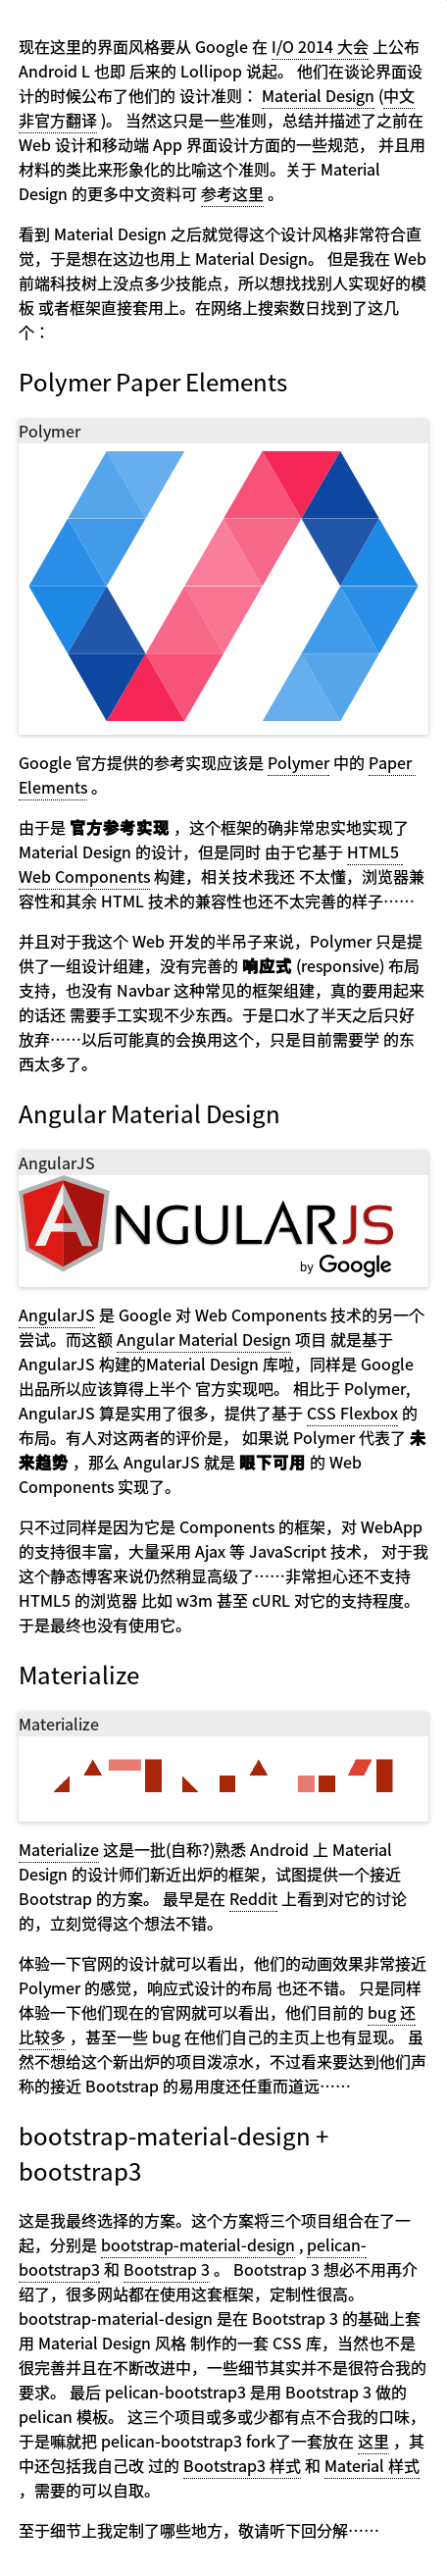 现在这里的界面风格要从 Google 在 I/O 2014 大会 上公布
Android L 也即 后来的 Lollipop 说起。 他们在谈论界面设
计的时候公布了他们的 设计准则： Material Design (中文
非官方翻译 )。 当然这只是一些准则，总结并描述了之前在
Web 设计和移动端 App 界面设计方面的一些规范， 并且用
材料的类比来形象化的比喻这个准则。关于 Material
Design 的更多中文资料可 参考这里 。
看到 Material Design 之后就觉得这个设计风格非常符合直
觉，于是想在这边也用上 Material Design。 但是我在 Web
前端科技树上没点多少技能点，所以想找找别人实现好的模
板 或者框架直接套用上。在网络上搜索数日找到了这几
个：
Polymer Paper Elements
Polymer
Google 官方提供的参考实现应该是 Polymer 中的 Paper
Elements 。
由于是 官方参考实现 ，这个框架的确非常忠实地实现了
Material Design 的设计，但是同时 由于它基于 HTML5
Web Components 构建，相关技术我还 不太懂，浏览器兼
容性和其余 HTML 技术的兼容性也还不太完善的样子……
并且对于我这个 Web 开发的半吊子来说，Polymer 只是提
供了一组设计组建，没有完善的 响应式 (responsive) 布局
支持，也没有 Navbar 这种常见的框架组建，真的要用起来
的话还 需要手工实现不少东西。于是口水了半天之后只好
放弃……以后可能真的会换用这个，只是目前需要学 的东
西太多了。
Angular Material Design
AngularJS
ANGULARJS
by Google
AngularJS 是 Google 对 Web Components 技术的另一个
尝试。而这额 Angular Material Design 项目 就是基于
AngularJS 构建的Material Design 库啦，同样是 Google
出品所以应该算得上半个 官方实现吧。 相比于 Polymer,
AngularJS 算是实用了很多，提供了基于 CSS Flexbox 的
布局。有人对这两者的评价是， 如果说 Polymer 代表了 未
来趋势 ，那么 AngularJS 就是 眼下可用 的 Web
Components 实现了。
只不过同样是因为它是 Components 的框架，对 WebApp
的支持很丰富，大量采用 Ajax 等 JavaScript 技术， 对于我
这个静态博客来说仍然稍显高级了……非常担心还不支持
HTML5 的浏览器 比如 w3m 甚至 cURL 对它的支持程度。
于是最终也没有使用它。
Materialize
Materialize
Materialize 这是一批(自称?)熟悉 Android 上 Material
Design 的设计师们新近出炉的框架，试图提供一个接近
Bootstrap 的方案。 最早是在 Reddit 上看到对它的讨论
的，立刻觉得这个想法不错。
体验一下官网的设计就可以看出，他们的动画效果非常接近
Polymer 的感觉，响应式设计的布局 也还不错。 只是同样
体验一下他们现在的官网就可以看出，他们目前的 bug 还
比较多 ，甚至一些 bug 在他们自己的主页上也有显现。 虽
然不想给这个新出炉的项目泼凉水，不过看来要达到他们声
称的接近 Bootstrap 的易用度还任重而道远……
bootstrap-material-design +
bootstrap3
这是我最终选择的方案。这个方案将三个项目组合在了一
起，分别是 bootstrap-material-design , pelican-
bootstrap3 和 Bootstrap 3 。 Bootstrap 3 想必不用再介
绍了，很多网站都在使用这套框架，定制性很高。
bootstrap-material-design 是在 Bootstrap 3 的基础上套
用 Material Design 风格 制作的一套 CSS 库，当然也不是
很完善并且在不断改进中，一些细节其实并不是很符合我的
要求。 最后 pelican-bootstrap3 是用 Bootstrap 3 做的
pelican 模板。 这三个项目或多或少都有点不合我的口味，
于是嘛就把 pelican-bootstrap3 fork了一套放在 这里 ，其
中还包括我自己改 过的 Bootstrap3 样式 和 Material 样式
，需要的可以自取。
至于细节上我定制了哪些地方，敬请听下回分解……